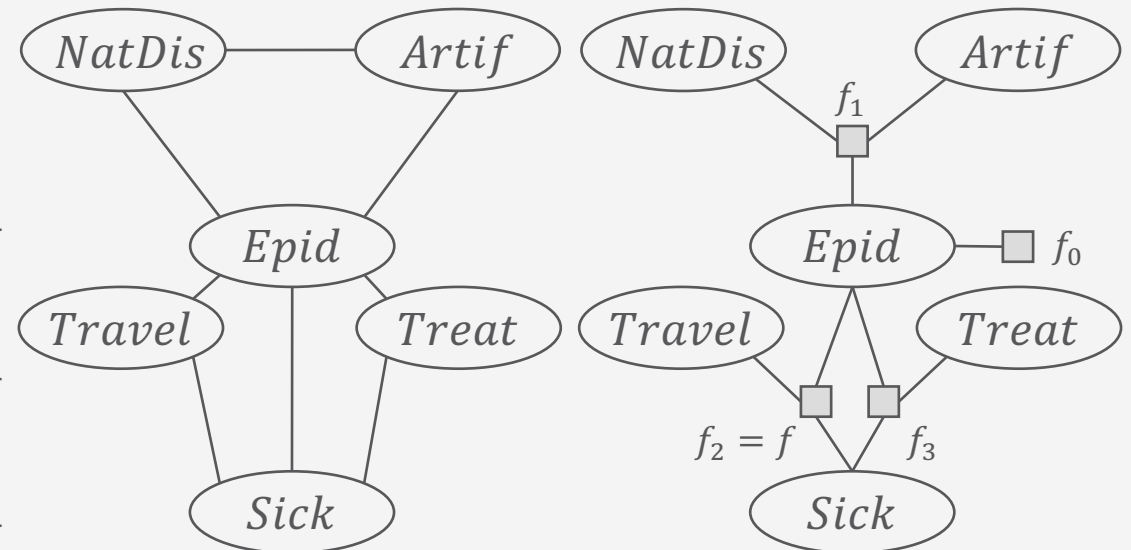 NatDis Artif
Epid
Travel Treat
Sick
NatDis Artif
f₁
Epid f₀
Travel Treat
f₂ = f f₃
Sick